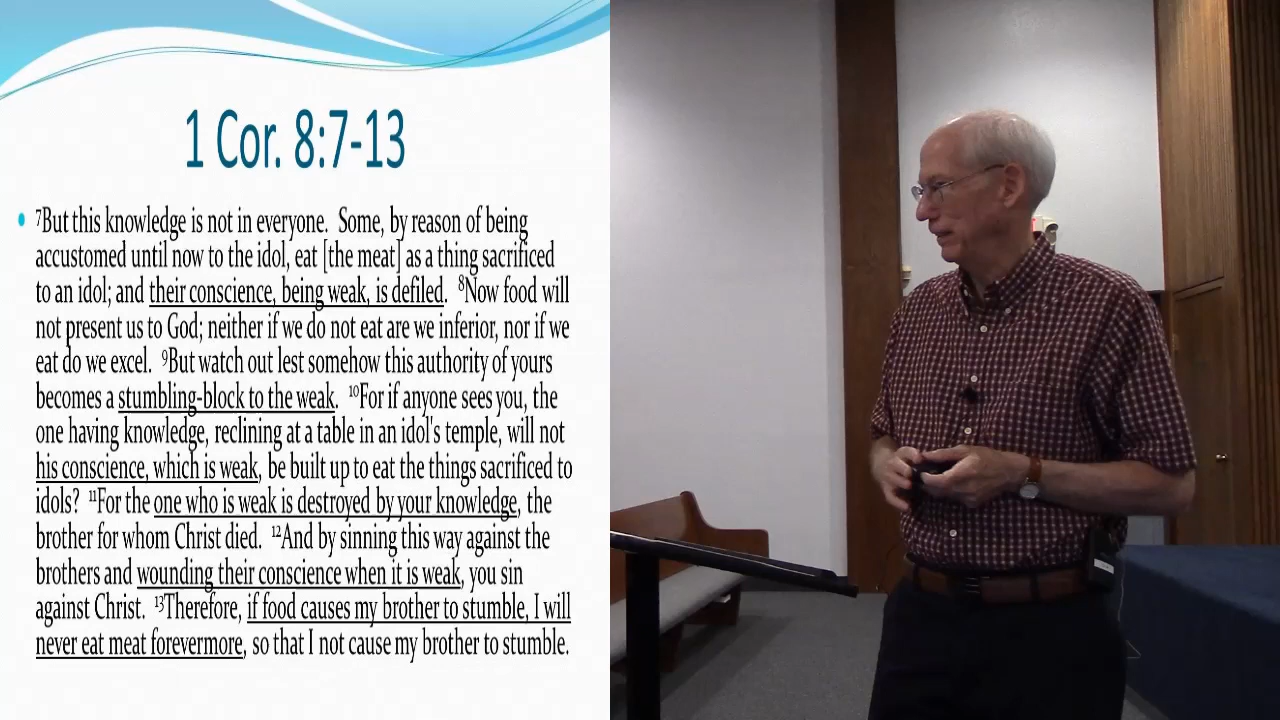 1 Cor. 8:7-13
• ⁷But this knowledge is not in everyone.  Some, by reason of being
accustomed until now to the idol, eat [the meat] as a thing sacrificed
to an idol; and their conscience, being weak, is defiled.  ⁸Now food will
not present us to God; neither if we do not eat are we inferior, nor if we
eat do we excel.  ⁹But watch out lest somehow this authority of yours
becomes a stumbling-block to the weak.  ¹⁰For if anyone sees you, the
one having knowledge, reclining at a table in an idol's temple, will not
his conscience, which is weak, be built up to eat the things sacrificed to
idols?  ¹¹For the one who is weak is destroyed by your knowledge, the
brother for whom Christ died.  ¹²And by sinning this way against the
brothers and wounding their conscience when it is weak, you sin
against Christ.  ¹³Therefore, if food causes my brother to stumble, I will
never eat meat forevermore, so that I not cause my brother to stumble.